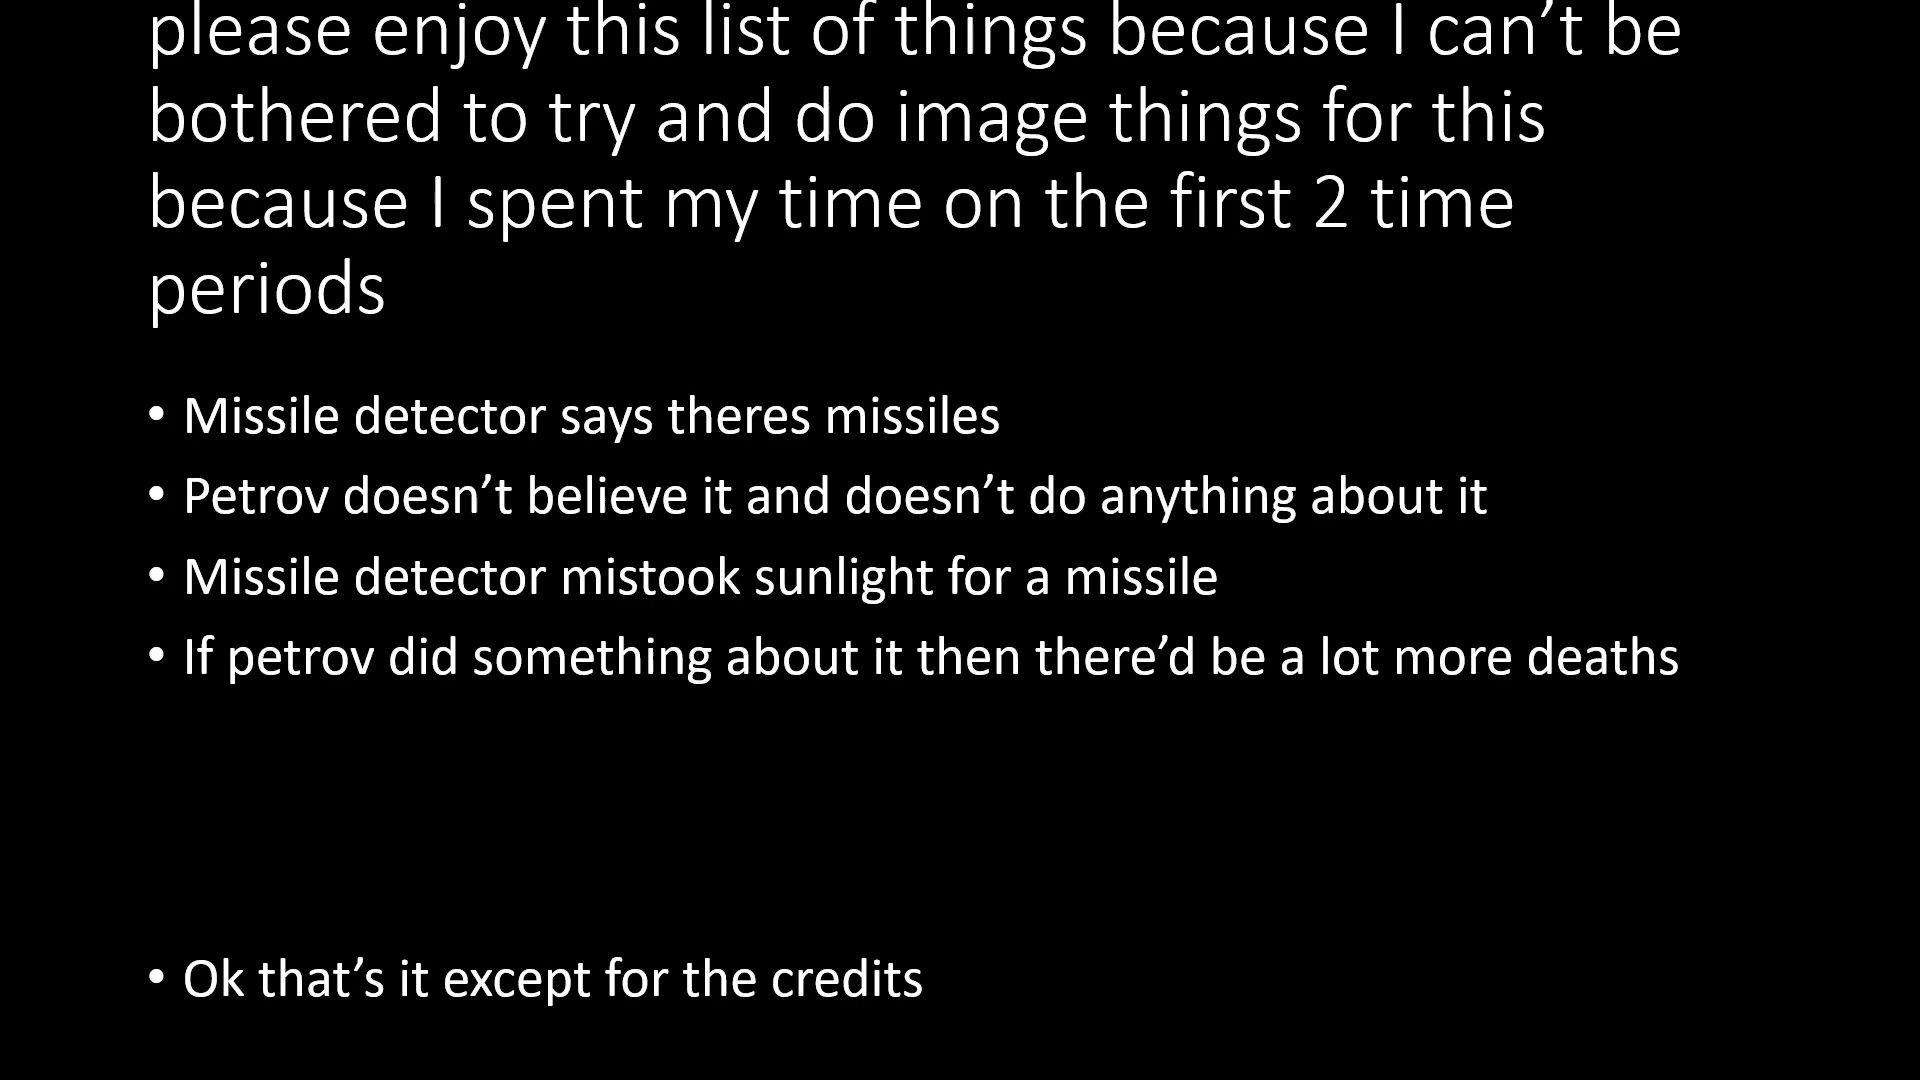 please enjoy this list of things because I can’t be
bothered to try and do image things for this
because I spent my time on the first 2 time
periods
• Missile detector says theres missiles
• Petrov doesn’t believe it and doesn’t do anything about it
• Missile detector mistook sunlight for a missile
• If petrov did something about it then there’d be a lot more deaths
• Ok that’s it except for the credits